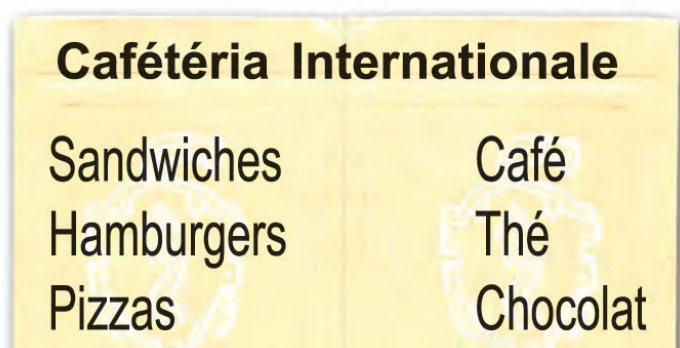 Cafétéria Internationale
Sandwiches Café
Hamburgers Thé
Pizzas Chocolat